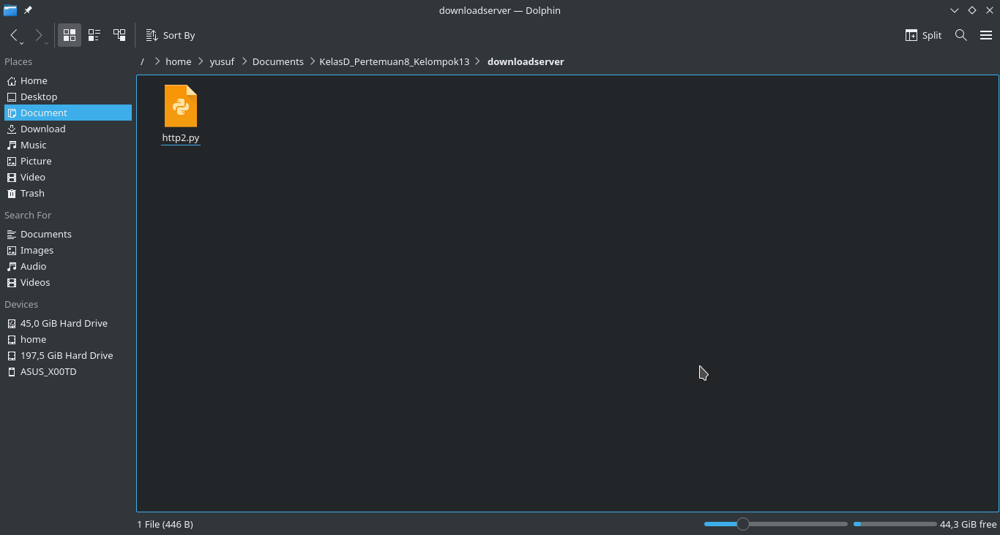 downloadserver — Dolphin
Sort By
Split
Places
/ home yusuf Documents KelasD_Pertemuan8_Kelompok13 downloadserver
Home
Desktop
Document
Download
Music
Picture
Video
Trash
Search For
Documents
Images
Audio
Videos
Devices
45,0 GiB Hard Drive
home
197,5 GiB Hard Drive
ASUS_X00TD
http2.py
1 File (446 B)
44,3 GiB free